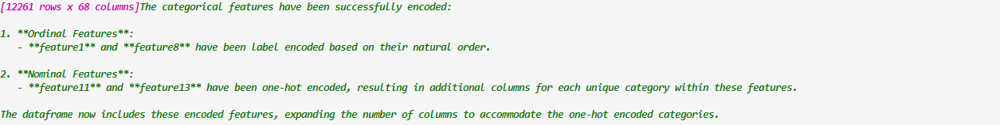 [12261 rows x 68 columns]The categorical features have been successfully encoded:
1. **Ordinal Features**:
- **feature1** and **feature8** have been label encoded based on their natural order.
2. **Nominal Features**:
- **feature11** and **feature13** have been one-hot encoded, resulting in additional columns for each unique category within these features.
The dataframe now includes these encoded features, expanding the number of columns to accommodate the one-hot encoded categories.